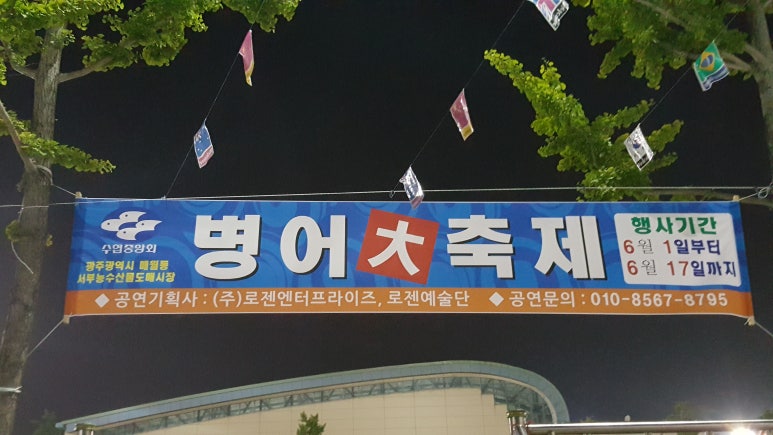 수협중앙회
광주광역시 매월동
서부농수산물도매시장
병어大축제
행사기간
6월 1일부터
6월 17일까지
◆ 공연기획사 : (주)로젠엔터프라이즈, 로젠예술단 ◆ 공연문의 : 010-8567-8795